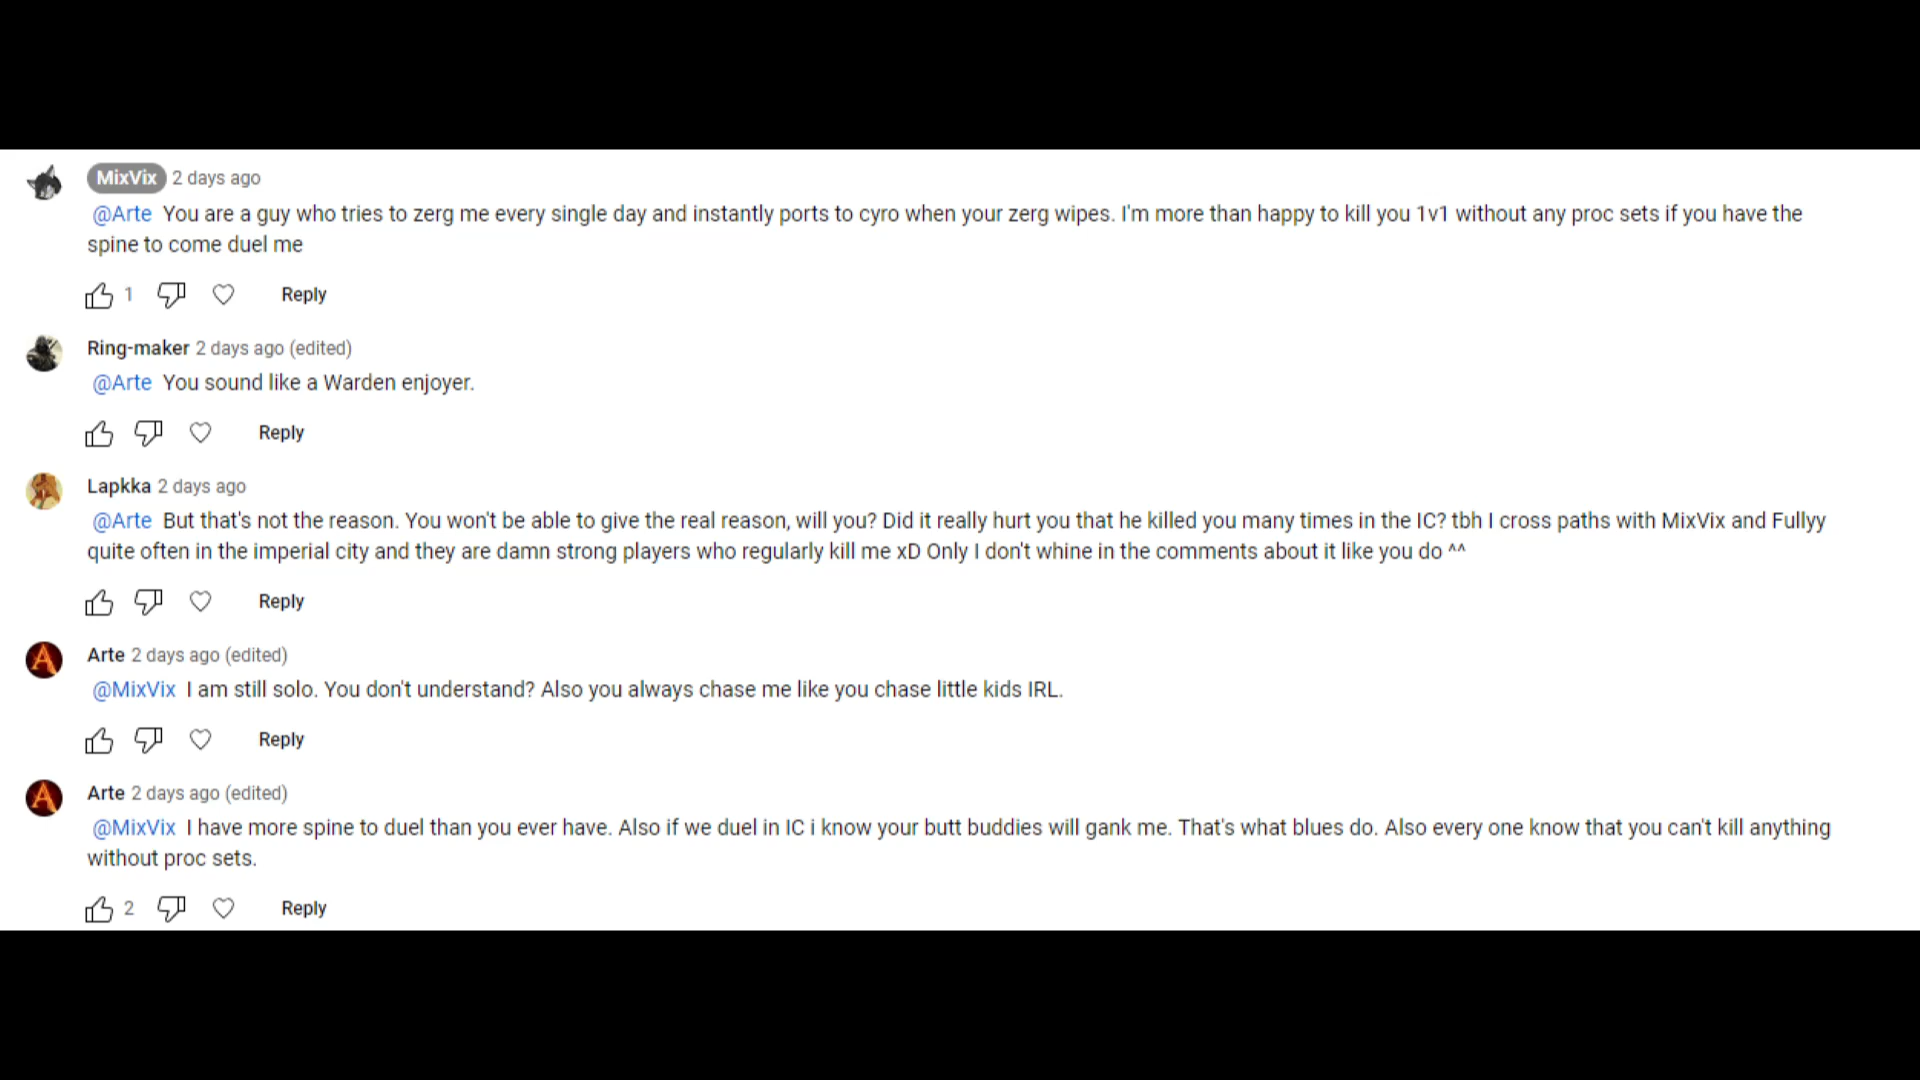 MixVix 2 days ago
@Arte You are a guy who tries to zerg me every single day and instantly ports to cyro when your zerg wipes. I'm more than happy to kill you 1v1 without any proc sets if you have the
spine to come duel me
1 Reply
Ring-maker 2 days ago (edited)
@Arte You sound like a Warden enjoyer.
Reply
Lapkka 2 days ago
@Arte But that's not the reason. You won't be able to give the real reason, will you? Did it really hurt you that he killed you many times in the IC? tbh I cross paths with MixVix and Fullyy
quite often in the imperial city and they are damn strong players who regularly kill me xD Only I don't whine in the comments about it like you do ^^
Reply
Arte 2 days ago (edited)
@MixVix I am still solo. You don't understand? Also you always chase me like you chase little kids IRL.
Reply
Arte 2 days ago (edited)
@MixVix I have more spine to duel than you ever have. Also if we duel in IC i know your butt buddies will gank me. That's what blues do. Also every one know that you can't kill anything
without proc sets.
2 Reply